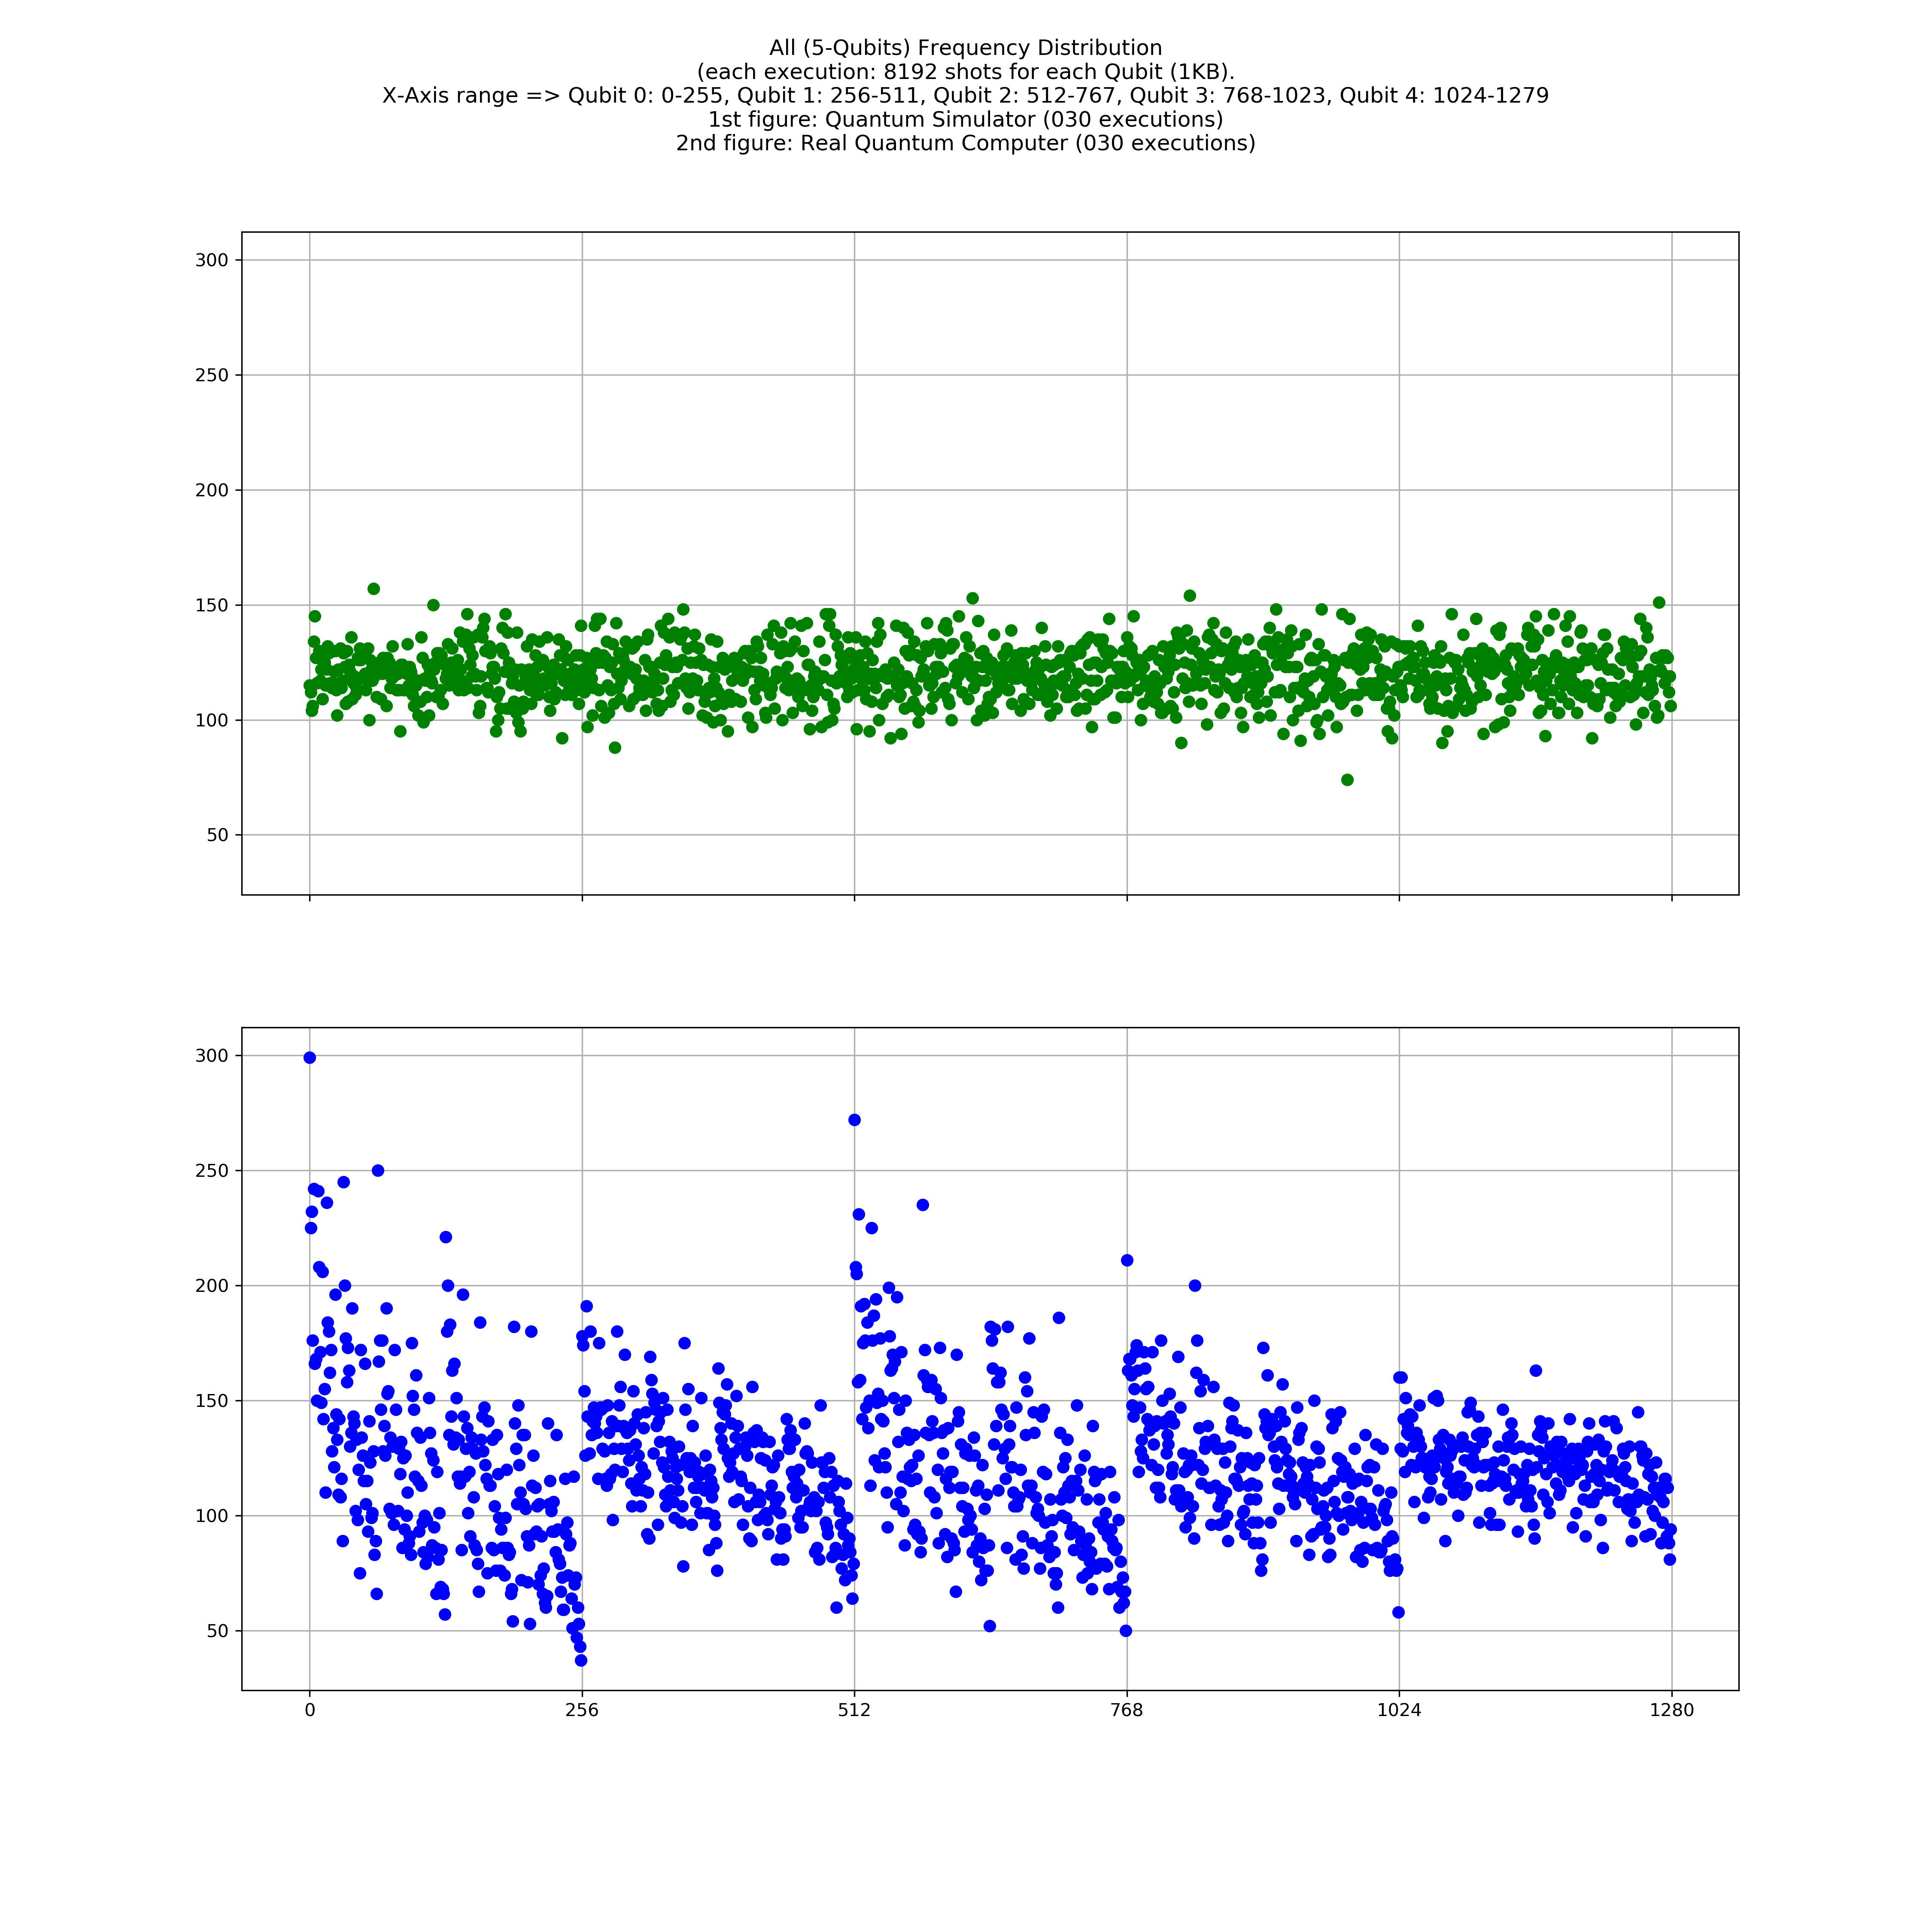 All (5-Qubits) Frequency Distribution
(each execution: 8192 shots for each Qubit (1KB).
X-Axis range => Qubit 0: 0-255, Qubit 1: 256-511, Qubit 2: 512-767, Qubit 3: 768-1023, Qubit 4: 1024-1279
1st figure: Quantum Simulator (030 executions)
2nd figure: Real Quantum Computer (030 executions)
300
250
200
150
100
50
300
250
200
150
100
50
0 256 512 768 1024 1280